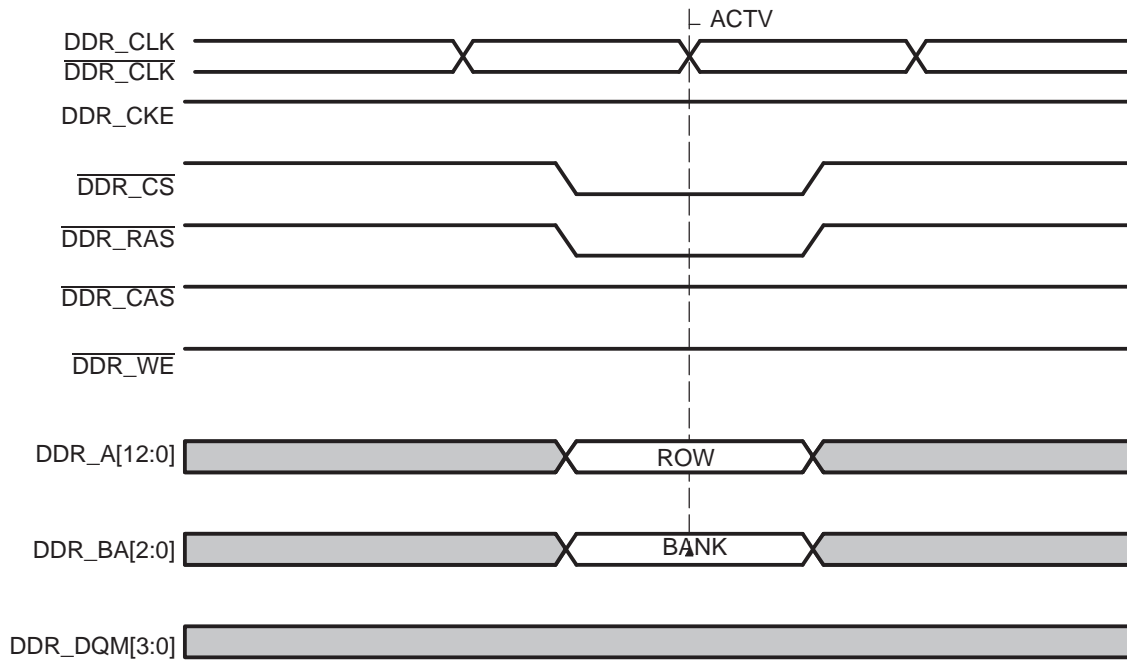 ACTV
DDR_CLK
DDR_CLK
DDR_CKE
DDR_CS
DDR_RAS
DDR_CAS
DDR_WE
DDR_A[12:0]
ROW
DDR_BA[2:0]
BANK
DDR_DQM[3:0]